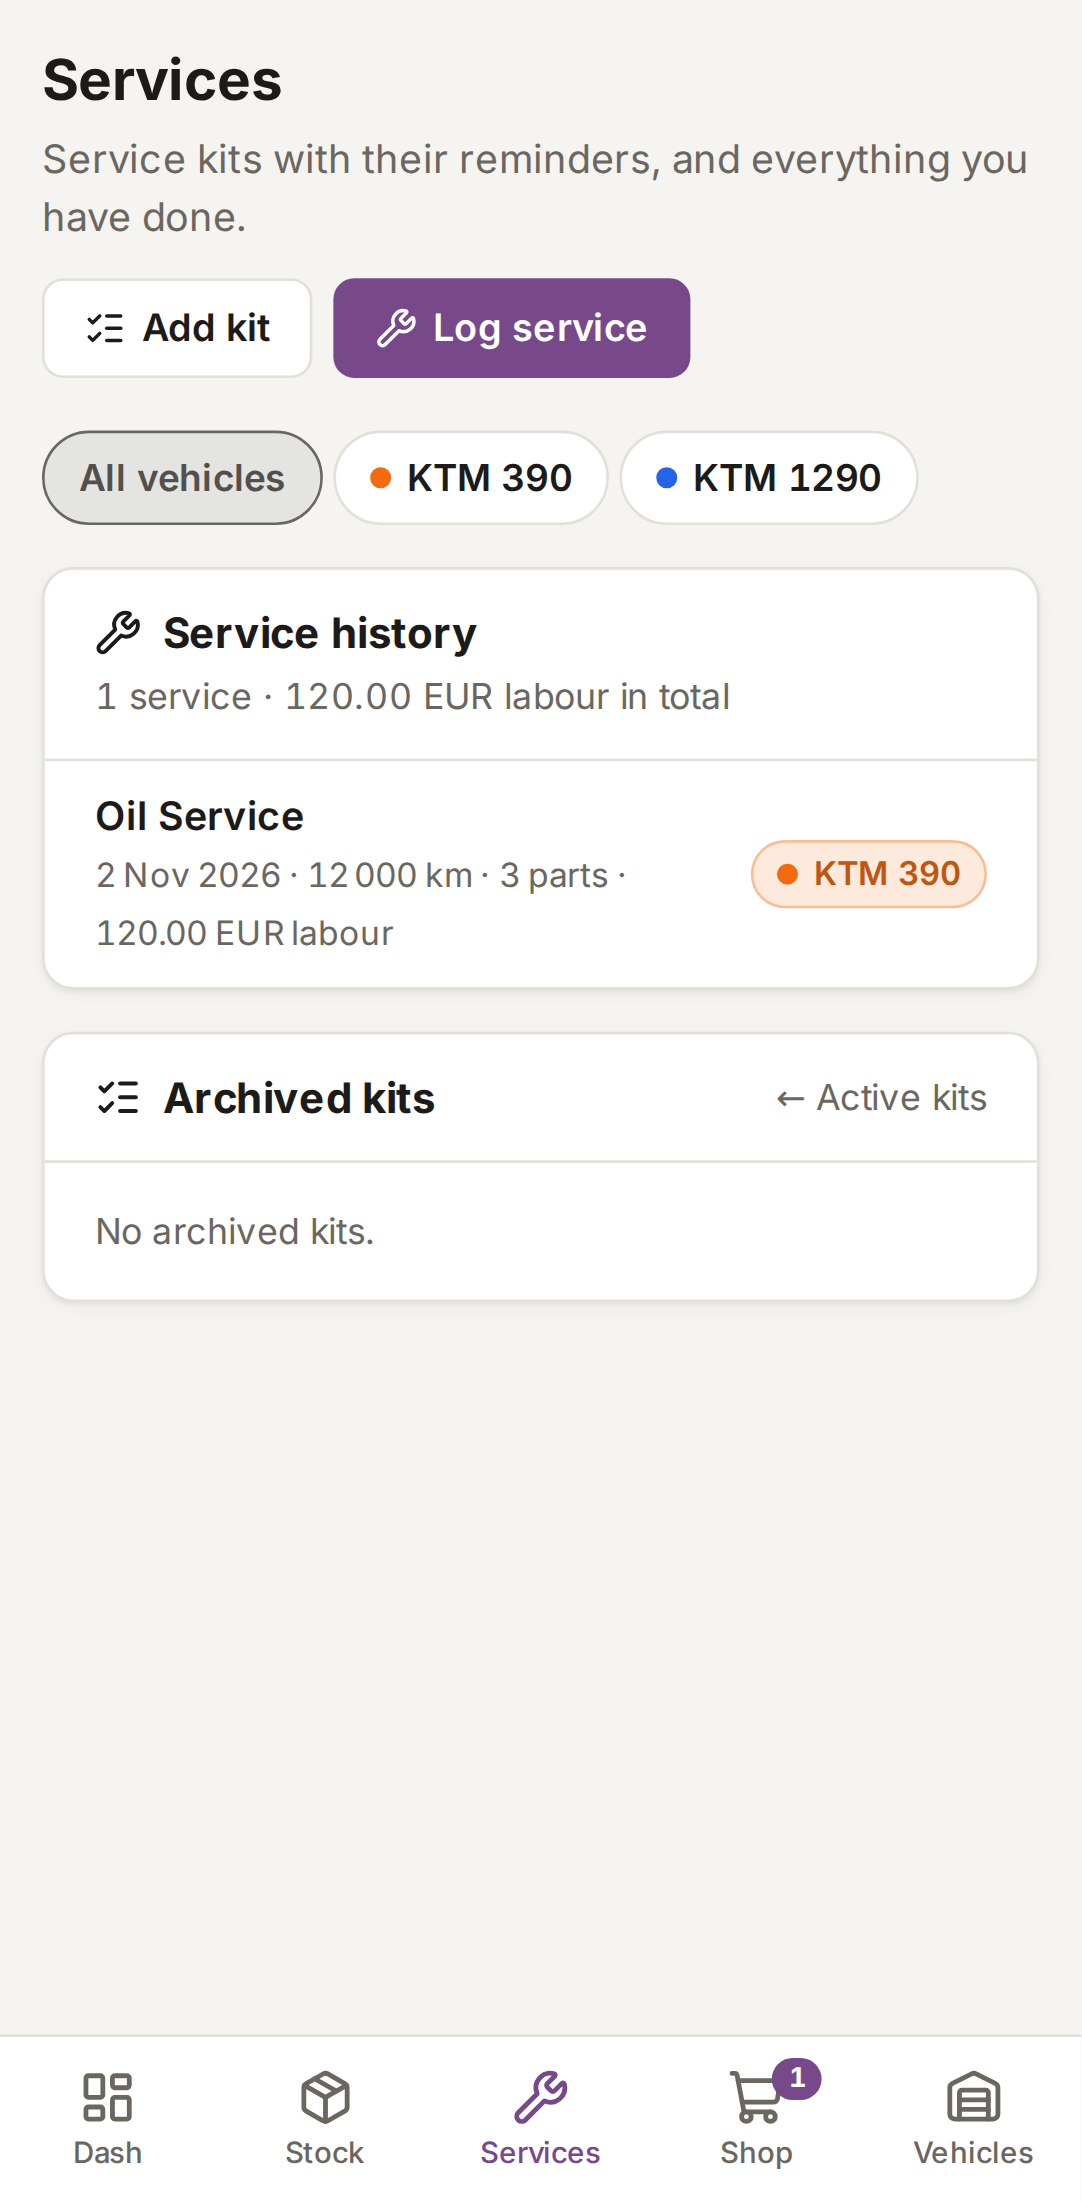 Services
Service kits with their reminders, and everything you
have done.
Add kit
Log service
All vehicles
KTM 390
KTM 1290
Service history
1 service · 120.00 EUR labour in total
Oil Service
2 Nov 2026 · 12 000 km · 3 parts ·
120.00 EUR labour
KTM 390
Archived kits
← Active kits
No archived kits.
1
Dash
Stock
Services
Shop
Vehicles